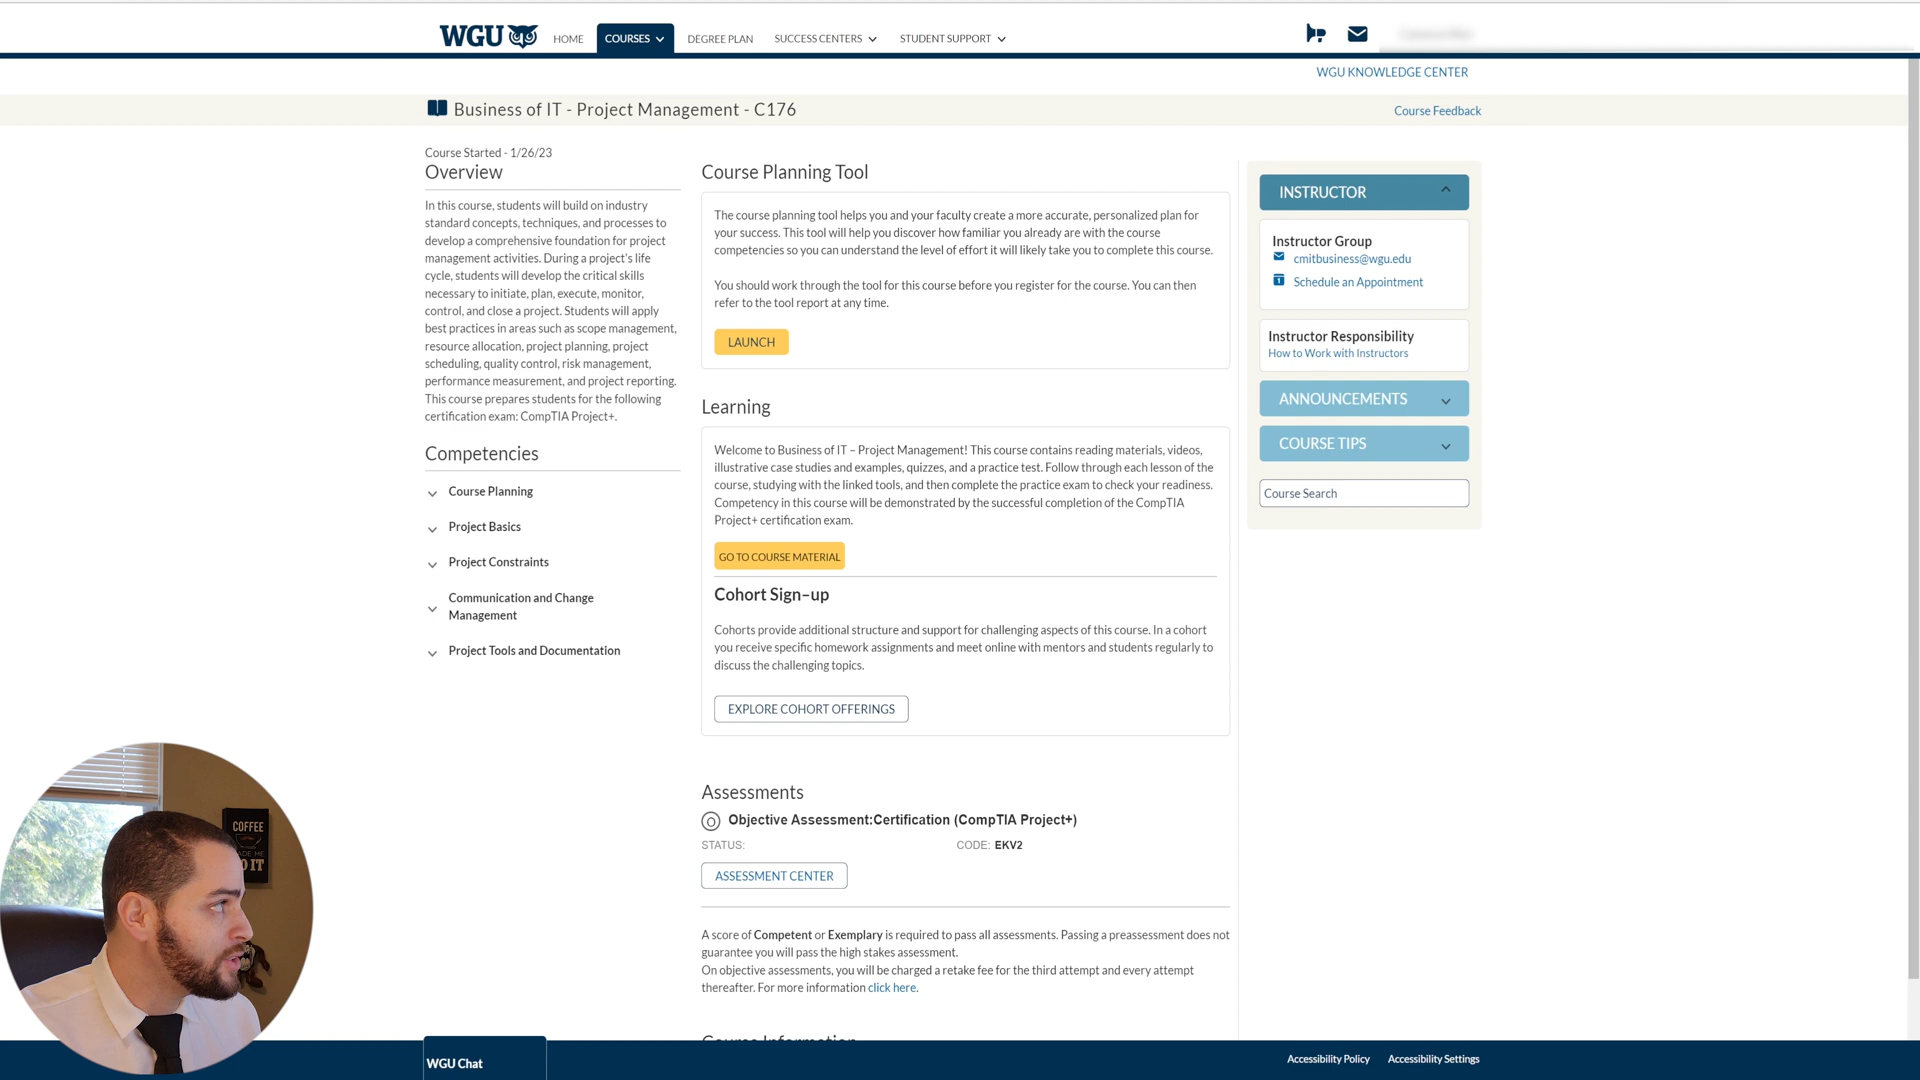 WGU
HOME
COURSES
DEGREE PLAN
SUCCESS CENTERS
STUDENT SUPPORT
WGU KNOWLEDGE CENTER
Business of IT - Project Management - C176
Course Feedback
Course Started - 1/26/23
Overview
In this course, students will build on industry
standard concepts, techniques, and processes to
develop a comprehensive foundation for project
management activities. During a project's life
cycle, students will develop the critical skills
necessary to initiate, plan, execute, monitor,
control, and close a project. Students will apply
best practices in areas such as scope management,
resource allocation, project planning, project
scheduling, quality control, risk management,
performance measurement, and project reporting.
This course prepares students for the following
certification exam: CompTIA Project+.
Competencies
Course Planning
Project Basics
Project Constraints
Communication and Change
Management
Project Tools and Documentation
Course Planning Tool
The course planning tool helps you and your faculty create a more accurate, personalized plan for
your success. This tool will help you discover how familiar you already are with the course
competencies so you can understand the level of effort it will likely take you to complete this course.
You should work through the tool for this course before you register for the course. You can then
refer to the tool report at any time.
LAUNCH
Learning
Welcome to Business of IT – Project Management! This course contains reading materials, videos,
illustrative case studies and examples, quizzes, and a practice test. Follow through each lesson of the
course, studying with the linked tools, and then complete the practice exam to check your readiness.
Competency in this course will be demonstrated by the successful completion of the CompTIA
Project+ certification exam.
GO TO COURSE MATERIAL
Cohort Sign-up
Cohorts provide additional structure and support for challenging aspects of this course. In a cohort
you receive specific homework assignments and meet online with mentors and students regularly to
discuss the challenging topics.
EXPLORE COHORT OFFERINGS
Assessments
Objective Assessment:Certification (CompTIA Project+)
STATUS:
CODE: EKV2
ASSESSMENT CENTER
A score of Competent or Exemplary is required to pass all assessments. Passing a preassessment does not
guarantee you will pass the high stakes assessment.
On objective assessments, you will be charged a retake fee for the third attempt and every attempt
thereafter. For more information click here.
Course Information
INSTRUCTOR
Instructor Group
cmitbusiness@wgu.edu
Schedule an Appointment
Instructor Responsibility
How to Work with Instructors
ANNOUNCEMENTS
COURSE TIPS
Course Search
COFFEE
WGU Chat
Accessibility Policy
Accessibility Settings